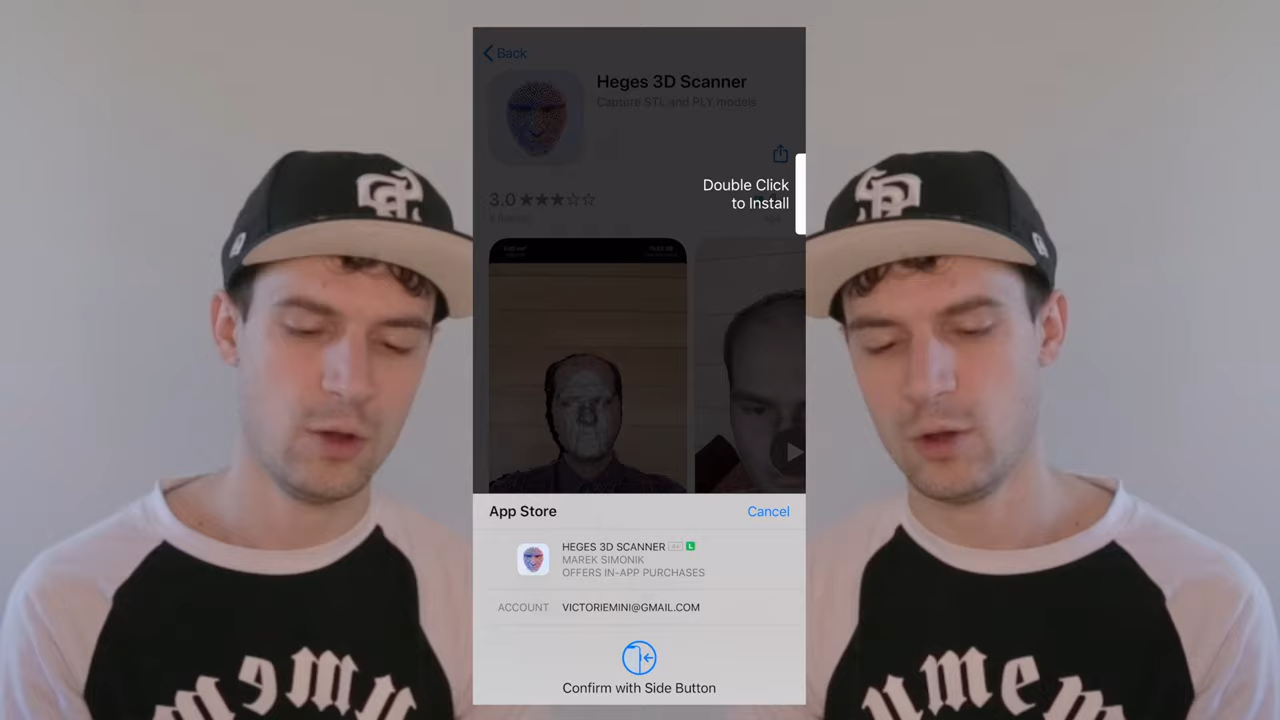 Back
Heges 3D Scanner
Capture STL and PLY models
Double Click
to Install
3.0
App Store
Cancel
HEGES 3D SCANNER 4+ L
MAREK SIMONIK
OFFERS IN-APP PURCHASES
ACCOUNT VICTORIEMINI@GMAIL.COM
Confirm with Side Button